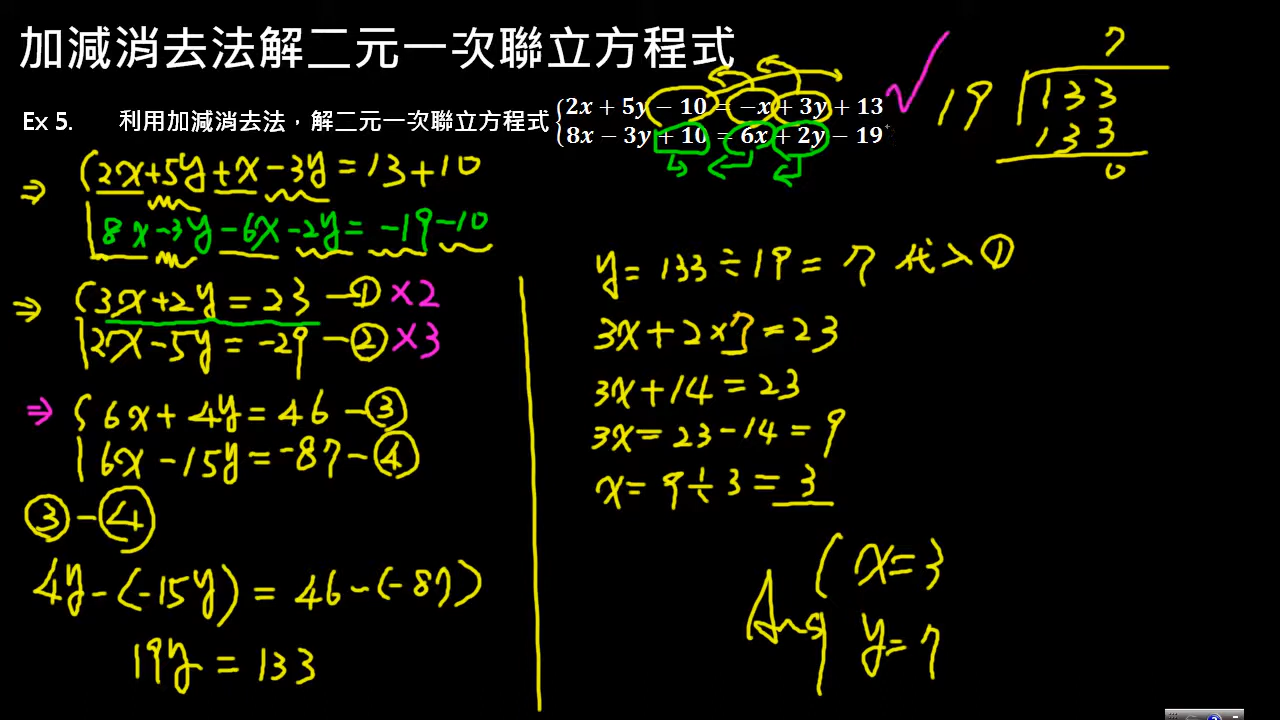 加減消去法解二元一次聯立方程式
Ex 5. 利用加減消去法，解二元一次聯立方程式 {2x + 5y − 10 = −x + 3y + 13
{8x − 3y + 10 = 6x + 2y − 19
⇒ {2x+5y+x-3y=13+10
8x-3y-6x-2y=-19-10
⇒ {3x+2y=23 -① ×2
2x-5y=-29 -② ×3
⇒ {6x+4y=46 -③
6x-15y=-87-④
③-④
4y-(-15y)=46-(-87)
19y=133
7
19 133
133
0
y=133÷19=7 代入①
3x+2×7=23
3x+14=23
3x=23-14=9
x=9÷3=3
Ans { x=3
y=7